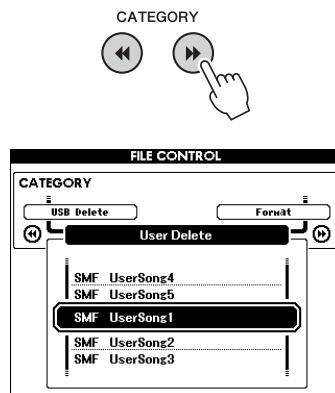 CATEGORY
FILE CONTROL
CATEGORY
USB Delete Format
User Delete
SMF UserSong4
SMF UserSong5
SMF UserSong1
SMF UserSong2
SMF UserSong3